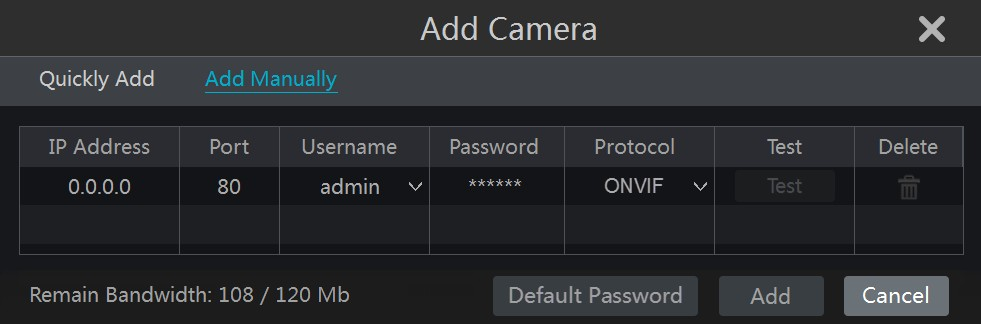 Add Camera
Quickly Add Add Manually
IP Address Port Username Password Protocol Test Delete
0.0.0.0 80 admin ****** ONVIF Test
Remain Bandwidth: 108 / 120 Mb Default Password Add Cancel